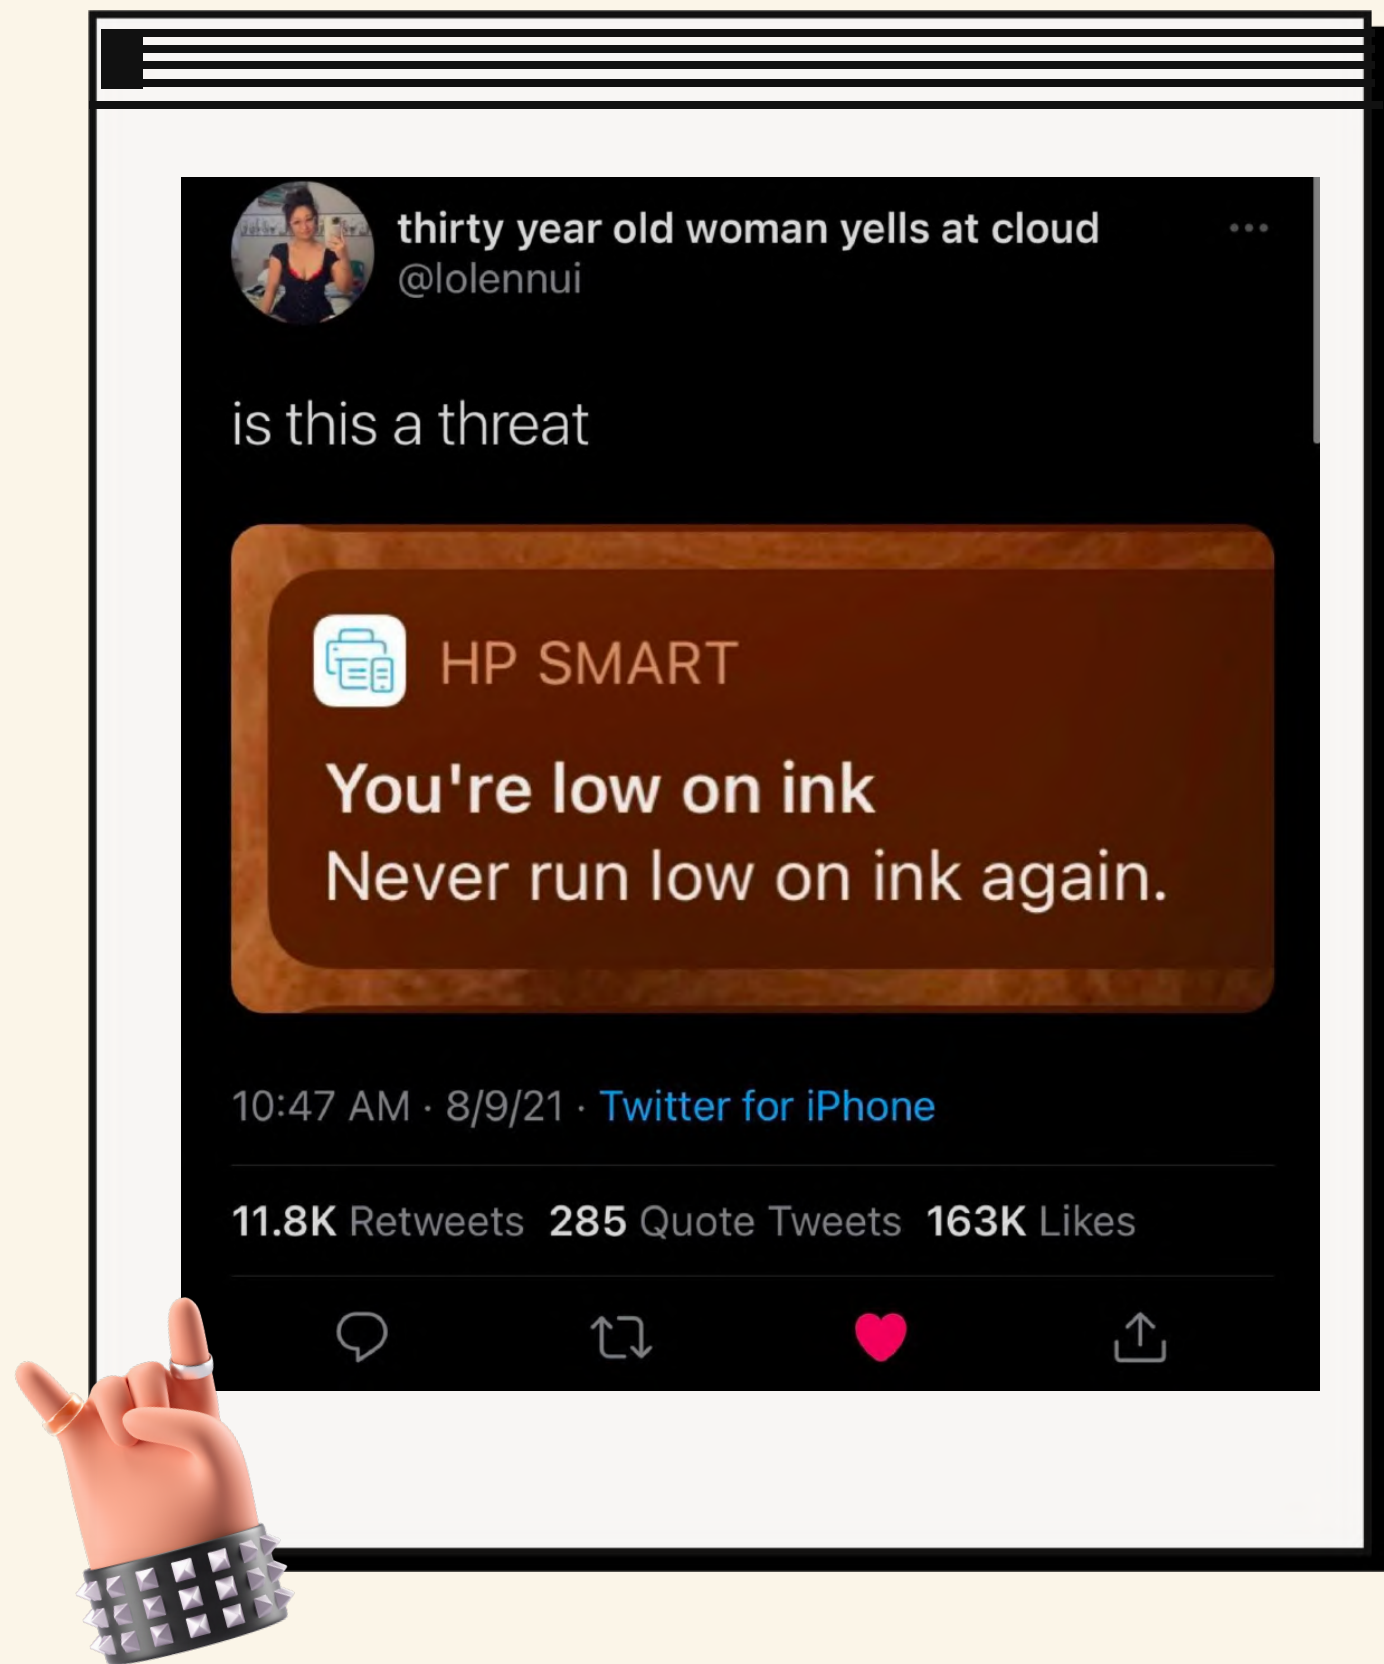 thirty year old woman yells at cloud
@lolennui
is this a threat
HP SMART
You're low on ink
Never run low on ink again.
10:47 AM · 8/9/21 · Twitter for iPhone
11.8K Retweets 285 Quote Tweets 163K Likes